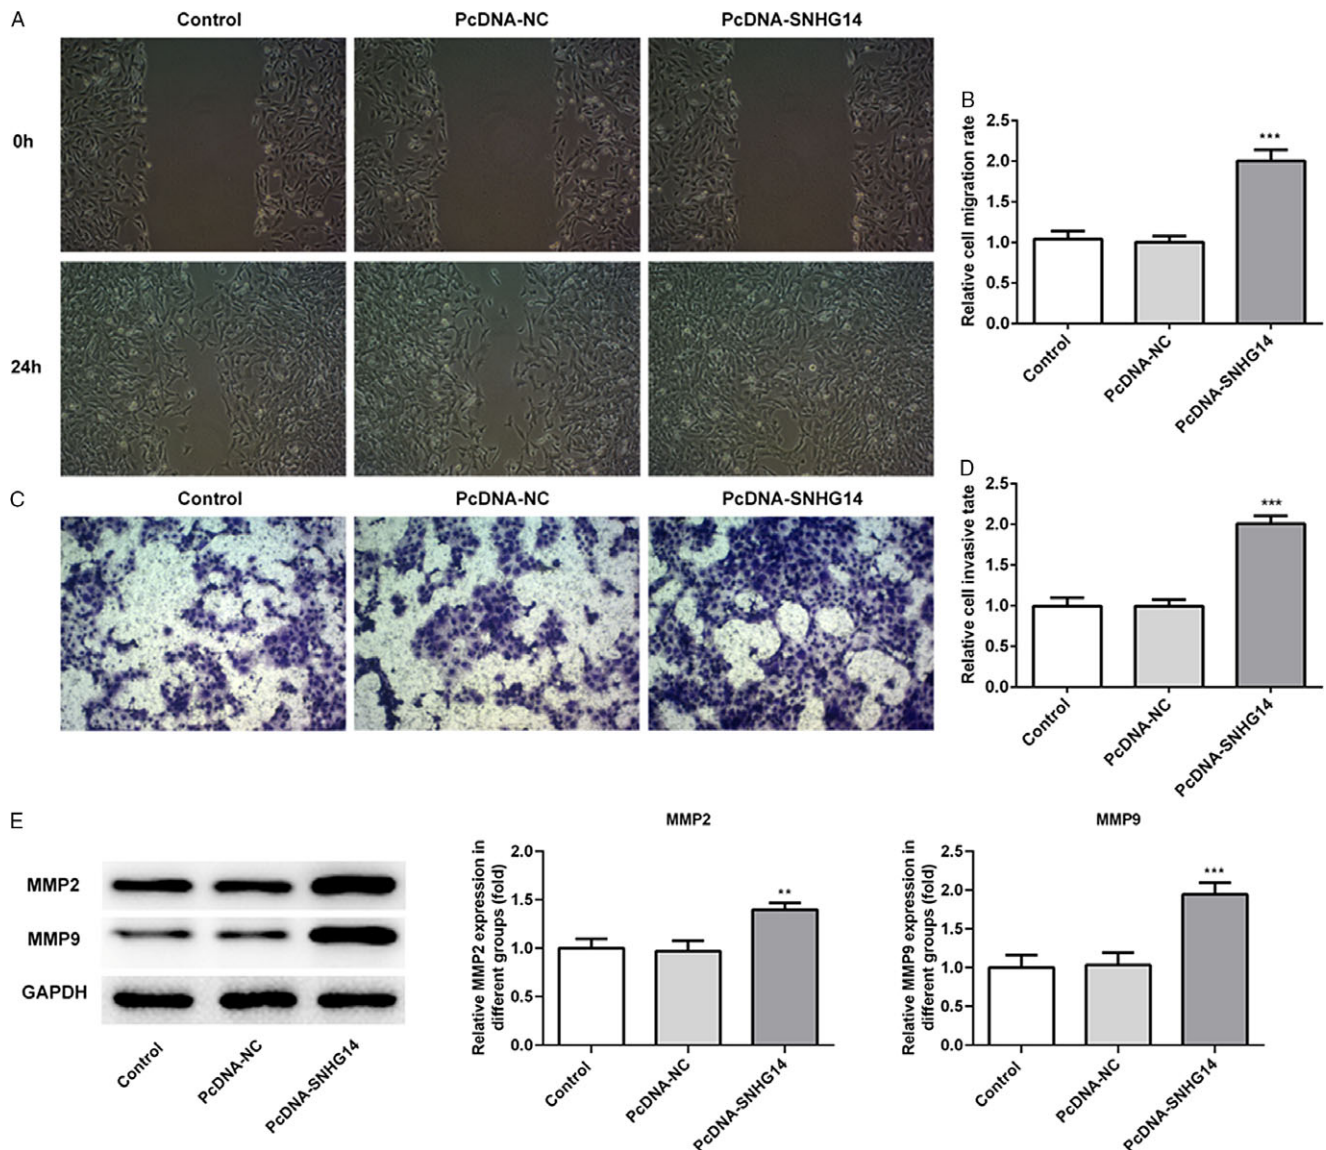 A
Control
PcDNA-NC
PcDNA-SNHG14
0h
24h
B
Relative cell migration rate
2.5
2.0
1.5
1.0
0.5
0.0
***
Control
PcDNA-NC
PcDNA-SNHG14
C
Control
PcDNA-NC
PcDNA-SNHG14
D
Relative cell invasive tate
2.5
2.0
1.5
1.0
0.5
0.0
***
Control
PcDNA-NC
PcDNA-SNHG14
E
MMP2
MMP9
GAPDH
Control
PcDNA-NC
PcDNA-SNHG14
MMP2
Relative MMP2 expression in
different groups (fold)
2.0
1.5
1.0
0.5
0.0
**
Control
PcDNA-NC
PcDNA-SNHG14
MMP9
Relative MMP9 expression in
different groups (fold)
2.5
2.0
1.5
1.0
0.5
0.0
***
Control
PcDNA-NC
PcDNA-SNHG14